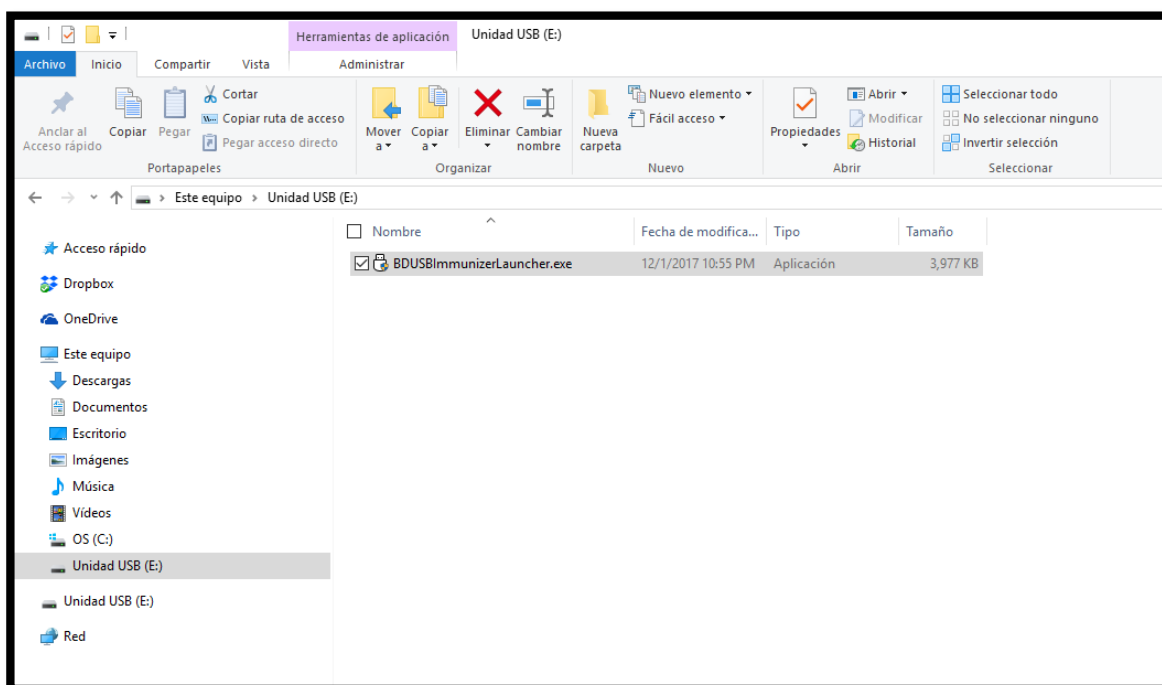 Herramientas de aplicación
Unidad USB (E:)
Archivo
Inicio
Compartir
Vista
Administrar
Anclar al
Acceso rápido
Copiar
Pegar
Cortar
Copiar ruta de acceso
Pegar acceso directo
Portapapeles
Mover
a
Copiar
a
Eliminar
Cambiar
nombre
Organizar
Nueva
carpeta
Nuevo elemento
Fácil acceso
Nuevo
Propiedades
Abrir
Modificar
Historial
Abrir
Seleccionar todo
No seleccionar ninguno
Invertir selección
Seleccionar
Este equipo > Unidad USB (E:)
Nombre
Fecha de modifica...
Tipo
Tamaño
BDUSBImmunizerLauncher.exe
12/1/2017 10:55 PM
Aplicación
3,977 KB
Acceso rápido
Dropbox
OneDrive
Este equipo
Descargas
Documentos
Escritorio
Imágenes
Música
Vídeos
OS (C:)
Unidad USB (E:)
Unidad USB (E:)
Red